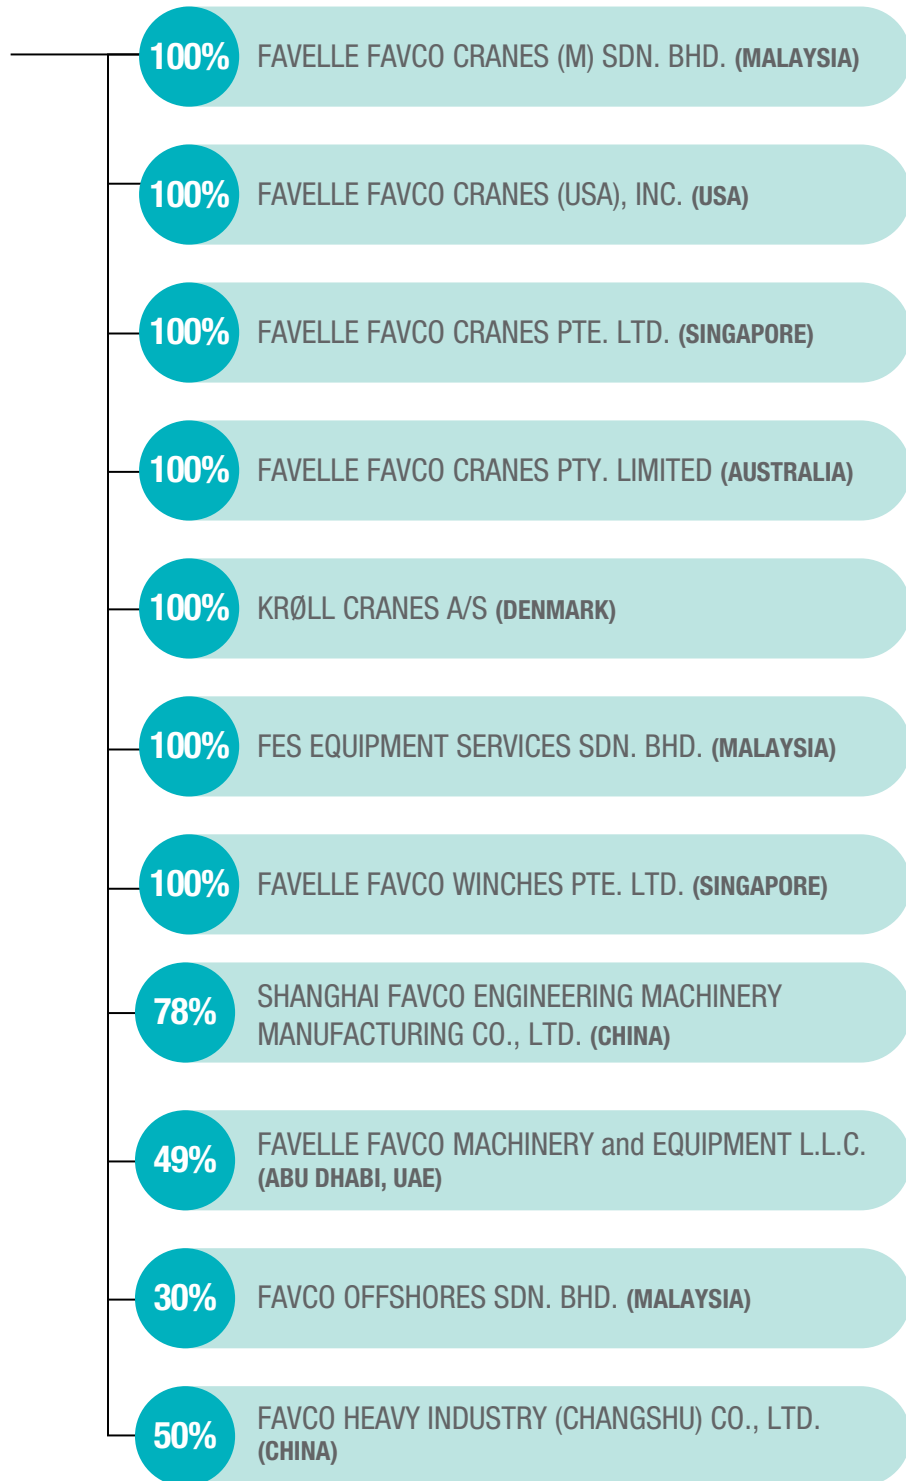 100% FAVELLE FAVCO CRANES (M) SDN. BHD. (MALAYSIA)
100% FAVELLE FAVCO CRANES (USA), INC. (USA)
100% FAVELLE FAVCO CRANES PTE. LTD. (SINGAPORE)
100% FAVELLE FAVCO CRANES PTY. LIMITED (AUSTRALIA)
100% KRØLL CRANES A/S (DENMARK)
100% FES EQUIPMENT SERVICES SDN. BHD. (MALAYSIA)
100% FAVELLE FAVCO WINCHES PTE. LTD. (SINGAPORE)
78% SHANGHAI FAVCO ENGINEERING MACHINERY
MANUFACTURING CO., LTD. (CHINA)
49% FAVELLE FAVCO MACHINERY and EQUIPMENT L.L.C.
(ABU DHABI, UAE)
30% FAVCO OFFSHORES SDN. BHD. (MALAYSIA)
50% FAVCO HEAVY INDUSTRY (CHANGSHU) CO., LTD.
(CHINA)